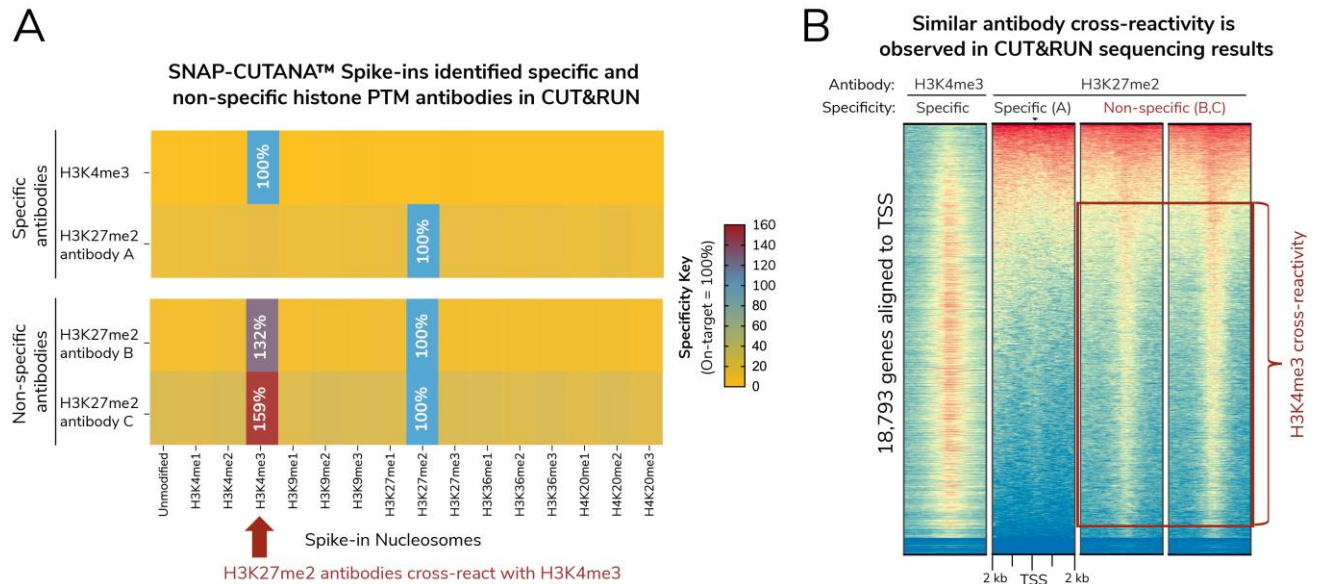 A
SNAP-CUTANA™ Spike-ins identified specific and
non-specific histone PTM antibodies in CUT&RUN
Specific
antibodies
H3K4me3
100%
H3K27me2
antibody A
100%
Non-specific
antibodies
H3K27me2
antibody B
132%
100%
H3K27me2
antibody C
159%
100%
Unmodified
H3K4me1
H3K4me2
H3K4me3
H3K9me1
H3K9me2
H3K9me3
H3K27me1
H3K27me2
H3K27me3
H3K36me1
H3K36me2
H3K36me3
H4K20me1
H4K20me2
H4K20me3
Spike-in Nucleosomes
H3K27me2 antibodies cross-react with H3K4me3
Specificity Key
(On-target = 100%)
160
140
120
100
80
60
40
20
0
B
Similar antibody cross-reactivity is
observed in CUT&RUN sequencing results
Antibody: H3K4me3 H3K27me2
Specificity: Specific Specific (A) Non-specific (B,C)
18,793 genes aligned to TSS
H3K4me3 cross-reactivity
2 kb TSS 2 kb